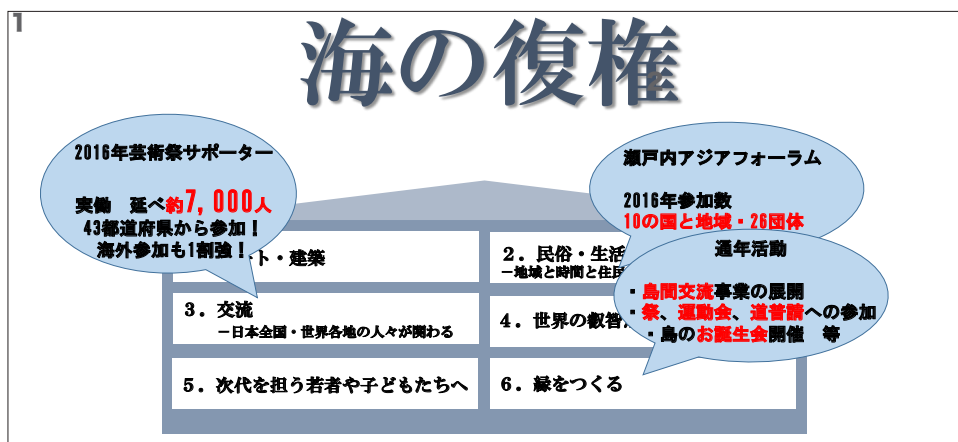 1
海の復権
2
2016年芸術祭サポーター
実働　延べ約7,000人
43都道府県から参加！
海外参加も1割強！
瀬戸内アジアフォーラム
2016年参加数
10の国と地域・26団体
通年活動
・島間交流事業の展開
・祭、運動会、道普請への参加
・島のお誕生会開催　等
ト・建築
2．民俗・生活
－地域と時間と住民
3．交流
－日本全国・世界各地の人々が関わる
4．世界の叡智
5．次代を担う若者や子どもたちへ
6．縁をつくる